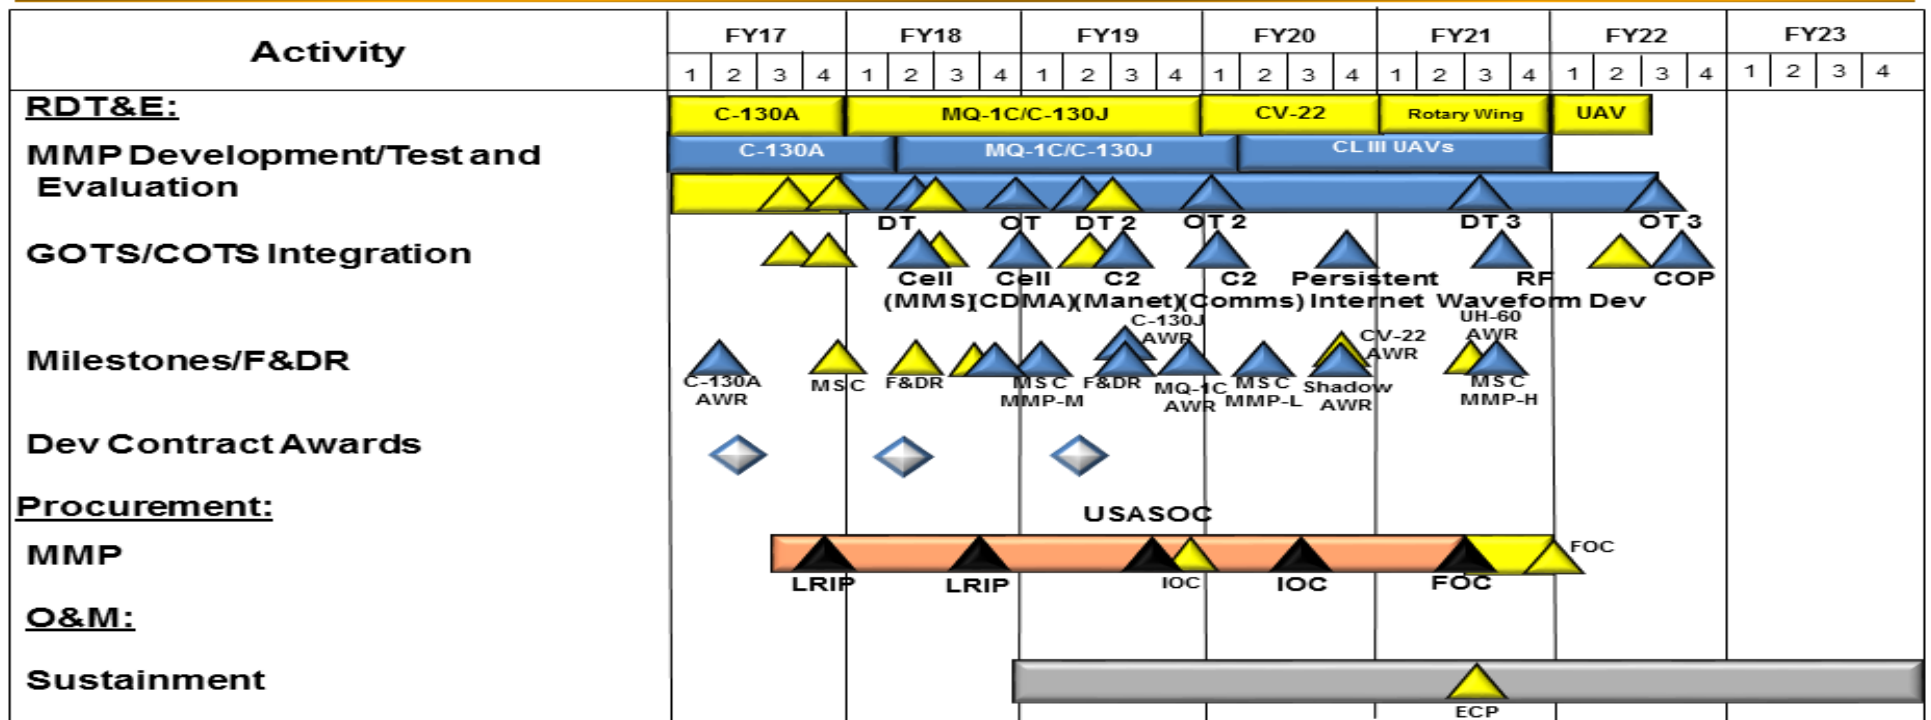 Activity
FY17 FY18 FY19 FY20 FY21 FY22 FY23
1 2 3 4 1 2 3 4 1 2 3 4 1 2 3 4 1 2 3 4 1 2 3 4 1 2 3 4
RDT&E:
C-130A MQ-1C/C-130J CV-22 Rotary Wing UAV
MMP Development/Test and
Evaluation
C-130A MQ-1C/C-130J CL III UAVs
DT OT DT 2 OT 2 DT 3 OT 3
GOTS/COTS Integration
Cell Cell C2 C2 Persistent RF COP
(MMS)(CDMA)(Manet)(Comms) Internet Waveform Dev
Milestones/F&DR
C-130J
AWR
CV-22
AWR
UH-60
AWR
C-130A
AWR
MSC
F&DR
MSC
MMP-M
F&DR
MQ-1C
AWR
MSC
MMP-L
Shadow
AWR
MSC
MMP-H
Dev Contract Awards
Procurement:
USASOC
MMP
FOC
LRIP LRIP IOC IOC FOC
O&M:
Sustainment
ECP